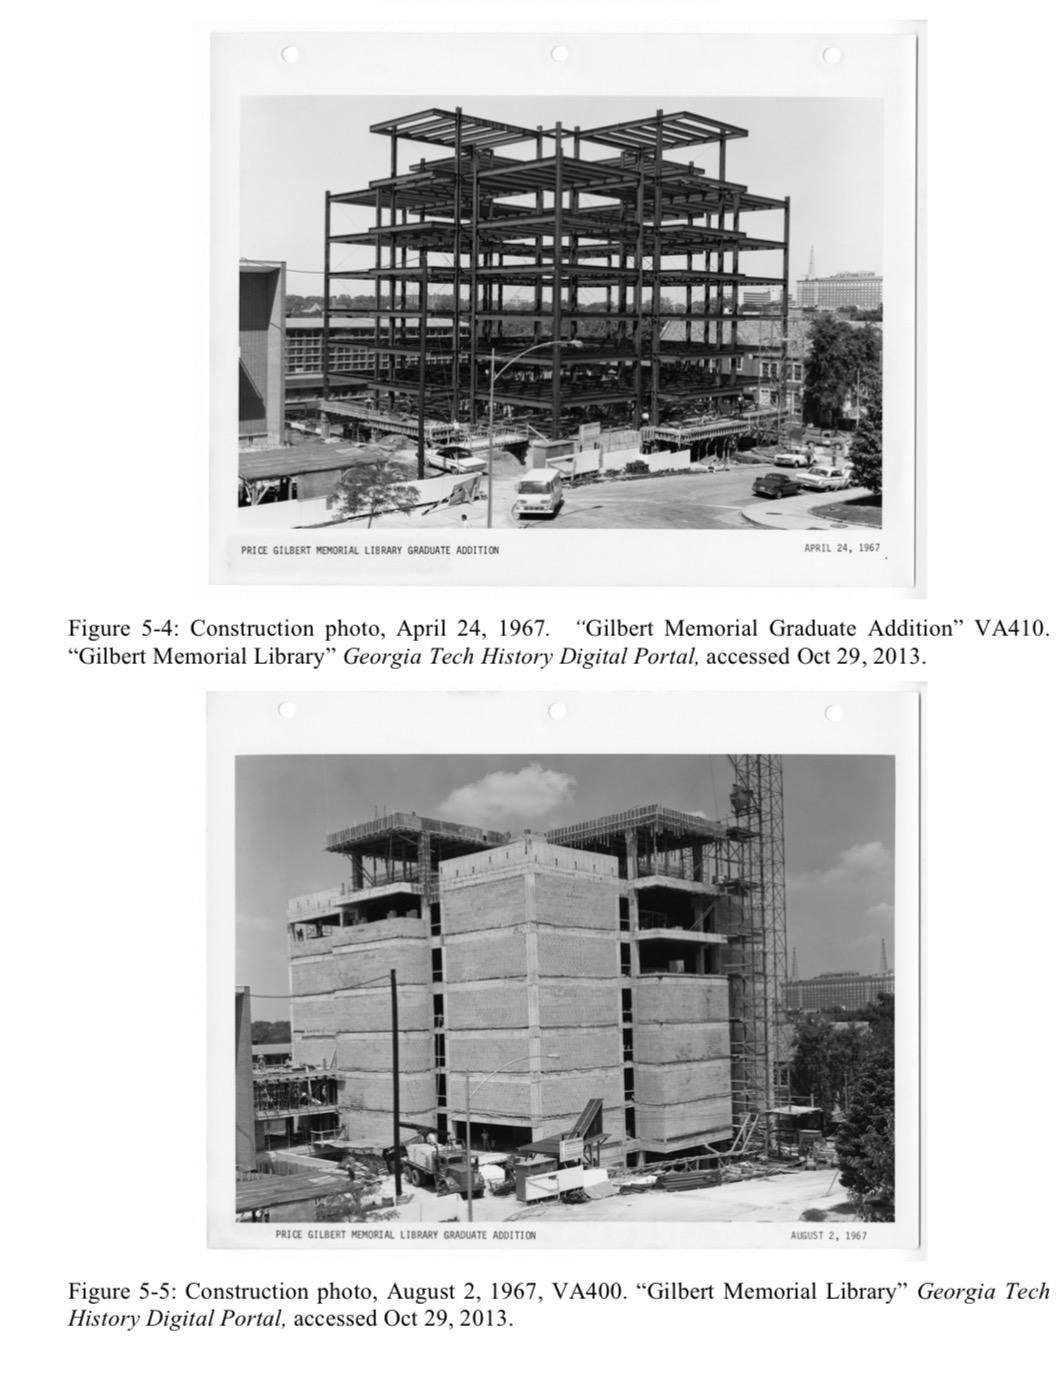 PRICE GILBERT MEMORIAL LIBRARY GRADUATE ADDITION
APRIL 24, 1967
Figure 5-4: Construction photo, April 24, 1967. “Gilbert Memorial Graduate Addition” VA410.
“Gilbert Memorial Library” Georgia Tech History Digital Portal, accessed Oct 29, 2013.
PRICE GILBERT MEMORIAL LIBRARY GRADUATE ADDITION
AUGUST 2, 1967
Figure 5-5: Construction photo, August 2, 1967, VA400. “Gilbert Memorial Library” Georgia Tech
History Digital Portal, accessed Oct 29, 2013.